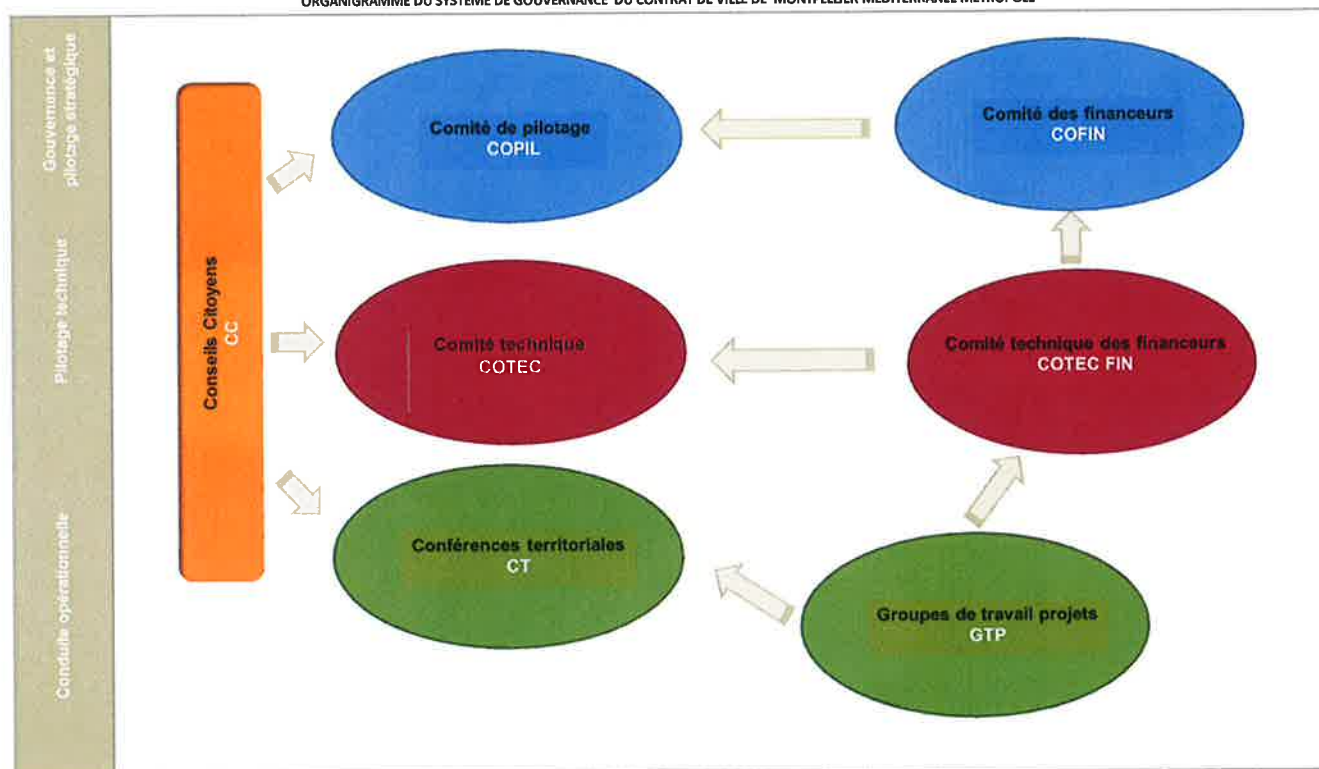 ORGANIGRAMME DU SYSTÈME DE GOUVERNANCE DU CONTRAT DE VILLE DE MONTPELLIER MÉDITERRANÉE MÉTROPOLE
Gouvernance et
pilotage stratégique
Comité de pilotage
COPIL
Comité des financeurs
COFIN
Conseils Citoyens
CC
Pilotage technique
Comité technique
COTEC
Comité technique des financeurs
COTEC FIN
Conduite opérationnelle
Conférences territoriales
CT
Groupes de travail projets
GTP